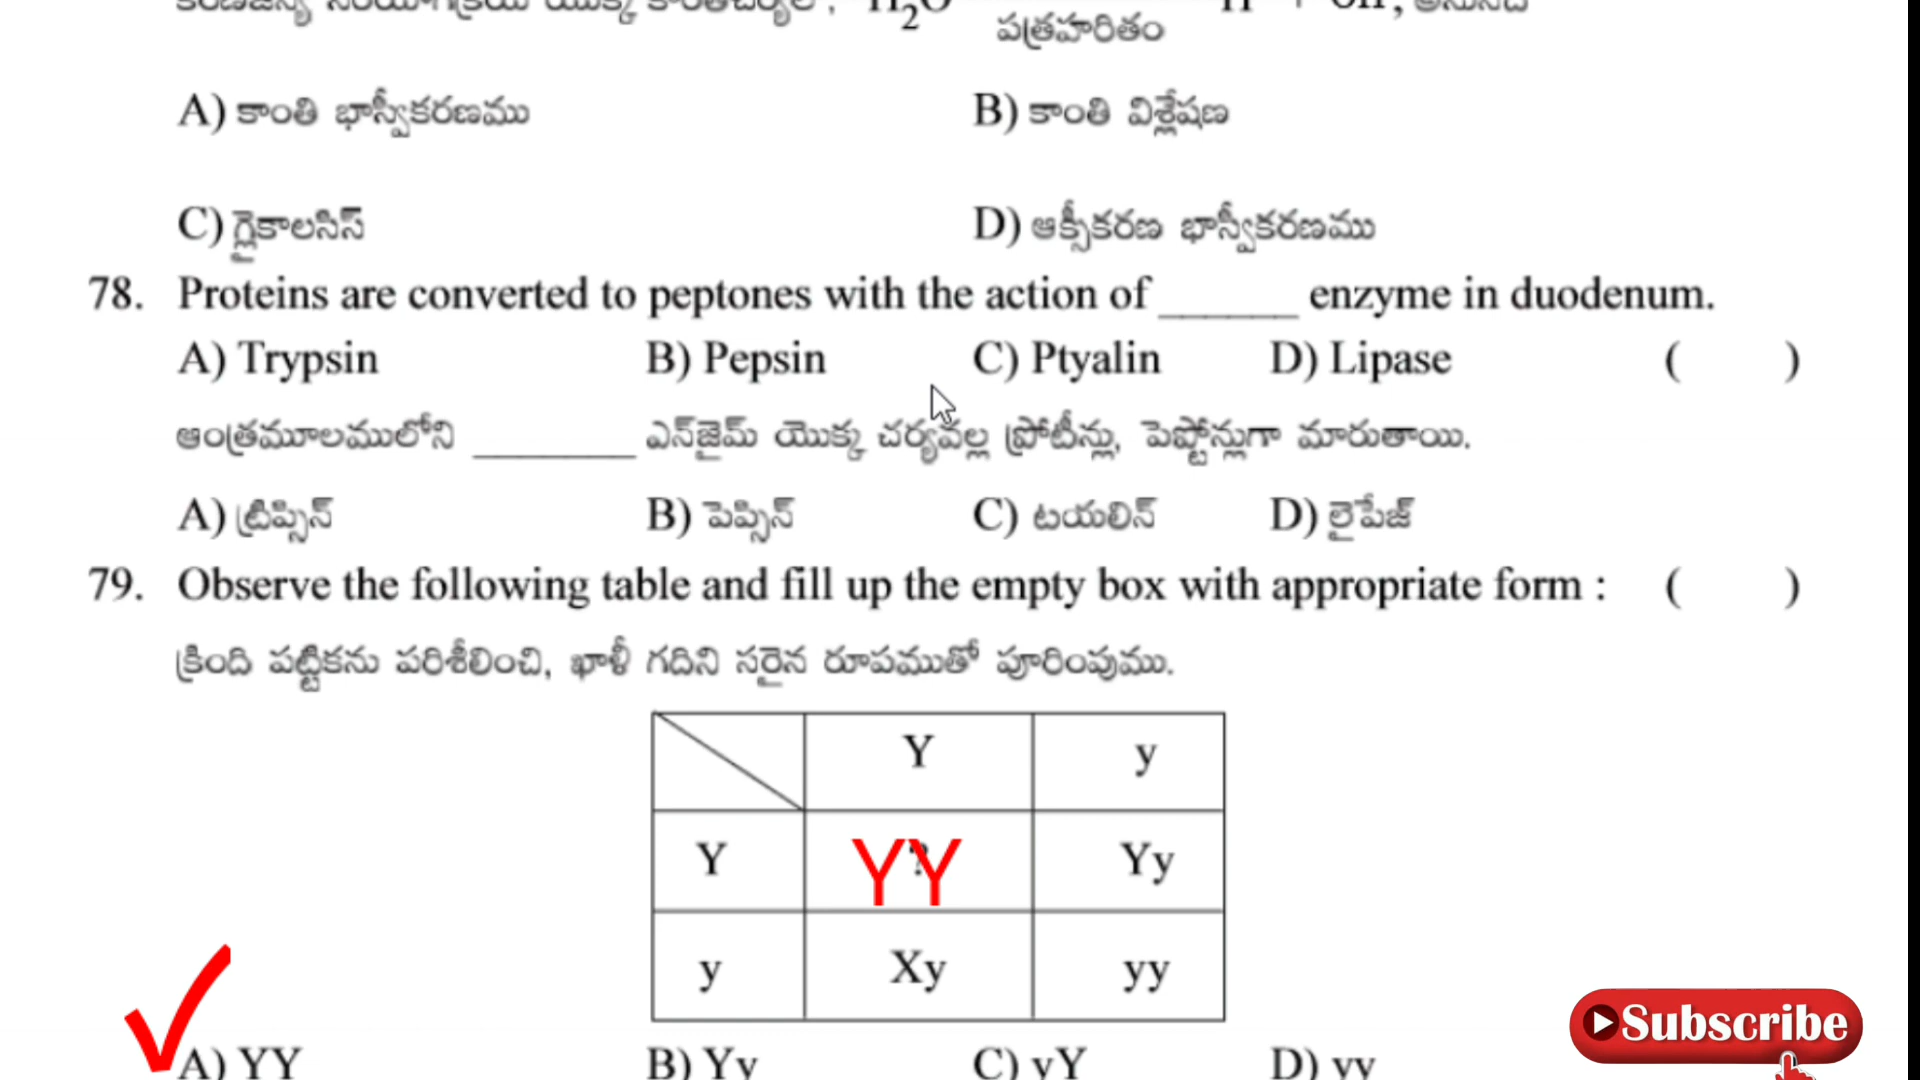 పత్రహరితం
A) కాంతి భాస్వీకరణము B) కాంతి విశ్లేషణ
C) గ్లైకాలసిస్ D) ఆక్సీకరణ భాస్వీకరణము
78. Proteins are converted to peptones with the action of ______ enzyme in duodenum.
A) Trypsin B) Pepsin C) Ptyalin D) Lipase ( )
ఆంత్రమూలములోని _______ ఎన్‌జైమ్ యొక్క చర్యవల్ల ప్రోటీన్లు, పెప్టోన్లుగా మారుతాయి.
A) ట్రిప్సిన్ B) పెప్సిన్ C) టయలిన్ D) లైపేజ్
79. Observe the following table and fill up the empty box with appropriate form : ( )
క్రింది పట్టికను పరిశీలించి, ఖాళీ గదిని సరైన రూపముతో పూరింపుము.
Y y
Y YY Yy
y Xy yy
A) YY B) Yy C) yY D) yy
Subscribe